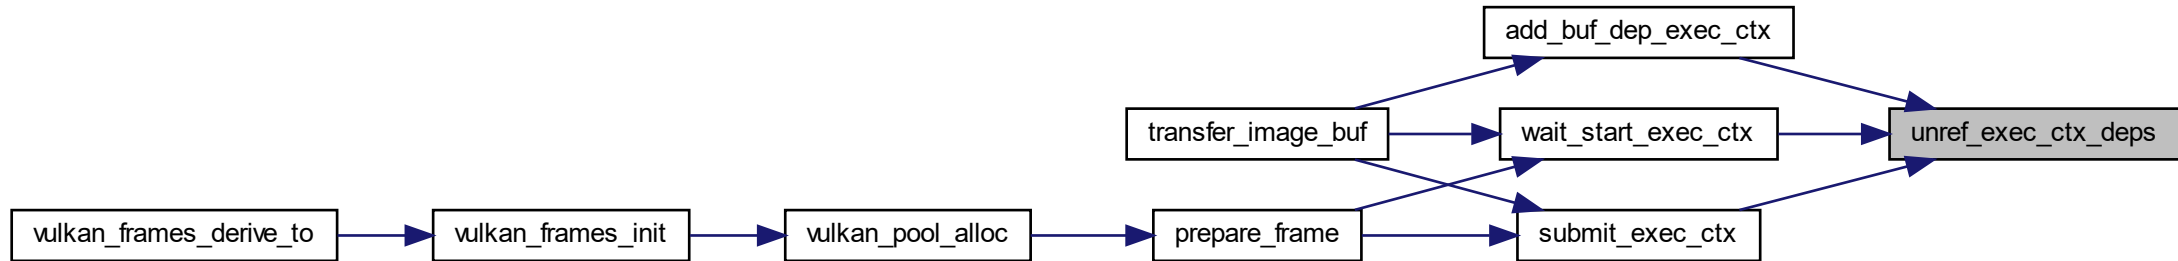 add_buf_dep_exec_ctx
transfer_image_buf
wait_start_exec_ctx
unref_exec_ctx_deps
vulkan_frames_derive_to
vulkan_frames_init
vulkan_pool_alloc
prepare_frame
submit_exec_ctx